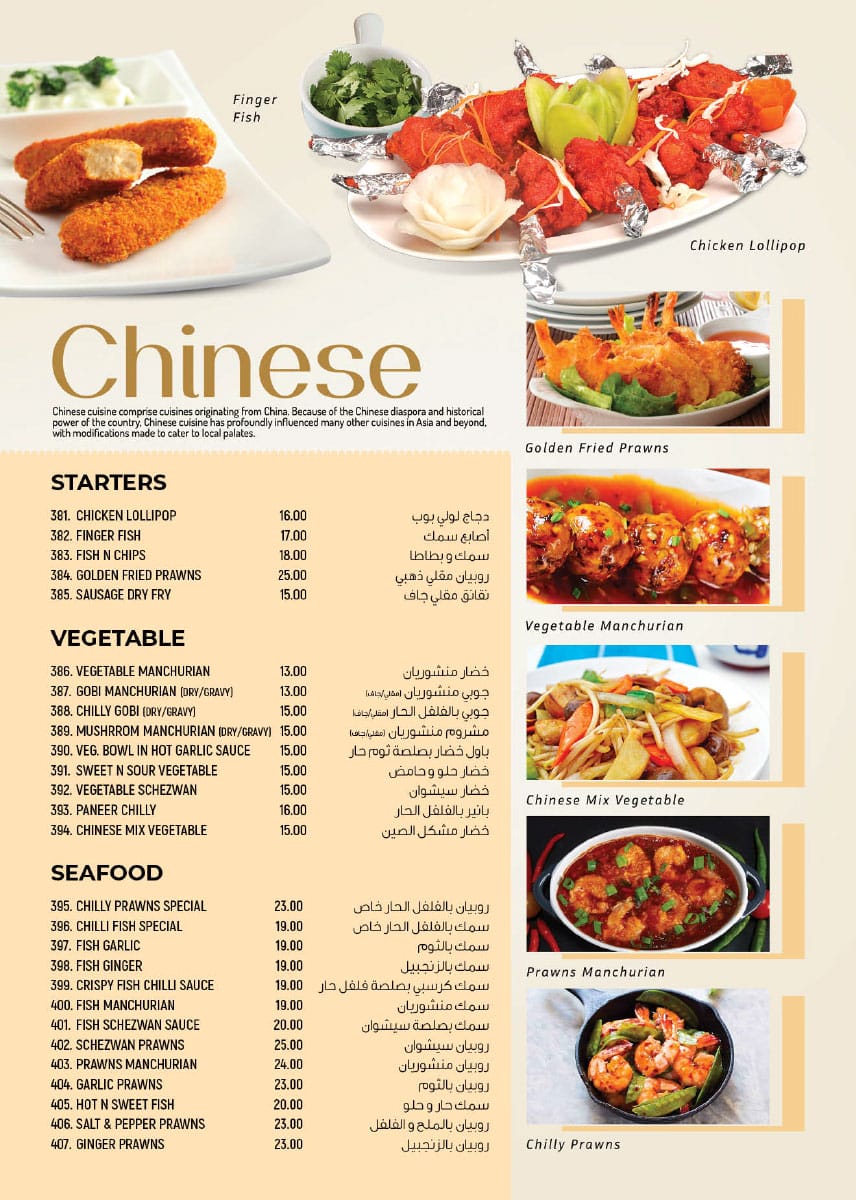 Finger
Fish
Chicken Lollipop
Chinese
Chinese cuisine comprise cuisines originating from China. Because of the Chinese diaspora and historical
power of the country, Chinese cuisine has profoundly influenced many other cuisines in Asia and beyond,
with modifications made to cater to local palates.
STARTERS
381. CHICKEN LOLLIPOP 16.00 دجاج لولي بوب
382. FINGER FISH 17.00 أصابع سمك
383. FISH N CHIPS 18.00 سمك و بطاطا
384. GOLDEN FRIED PRAWNS 25.00 روبيان مقلي ذهبي
385. SAUSAGE DRY FRY 15.00 نقانق مقلي جاف
VEGETABLE
386. VEGETABLE MANCHURIAN 13.00 خضار منشوريان
387. GOBI MANCHURIAN (DRY/GRAVY) 13.00 جوبي منشوريان (مقلي/جاف)
388. CHILLY GOBI (DRY/GRAVY) 15.00 جوبي بالفلفل الحار (مقلي/جاف)
389. MUSHRROM MANCHURIAN (DRY/GRAVY) 15.00 مشروم منشوريان (مقلي/جاف)
390. VEG. BOWL IN HOT GARLIC SAUCE 15.00 باول خضار بصلصة ثوم حار
391. SWEET N SOUR VEGETABLE 15.00 خضار حلو و حامض
392. VEGETABLE SCHEZWAN 15.00 خضار سيشوان
393. PANEER CHILLY 16.00 بانير بالفلفل الحار
394. CHINESE MIX VEGETABLE 15.00 خضار مشكل الصين
SEAFOOD
395. CHILLY PRAWNS SPECIAL 23.00 روبيان بالفلفل الحار خاص
396. CHILLI FISH SPECIAL 19.00 سمك بالفلفل الحار خاص
397. FISH GARLIC 19.00 سمك بالثوم
398. FISH GINGER 19.00 سمك بالزنجبيل
399. CRISPY FISH CHILLI SAUCE 19.00 سمك كرسبي بصلصة فلفل حار
400. FISH MANCHURIAN 19.00 سمك منشوريان
401. FISH SCHEZWAN SAUCE 20.00 سمك بصلصة سيشوان
402. SCHEZWAN PRAWNS 25.00 روبيان سيشوان
403. PRAWNS MANCHURIAN 24.00 روبيان منشوريان
404. GARLIC PRAWNS 23.00 روبيان بالثوم
405. HOT N SWEET FISH 20.00 سمك حار و حلو
406. SALT & PEPPER PRAWNS 23.00 روبيان بالملح و الفلفل
407. GINGER PRAWNS 23.00 روبيان بالزنجبيل
Golden Fried Prawns
Vegetable Manchurian
Chinese Mix Vegetable
Prawns Manchurian
Chilly Prawns